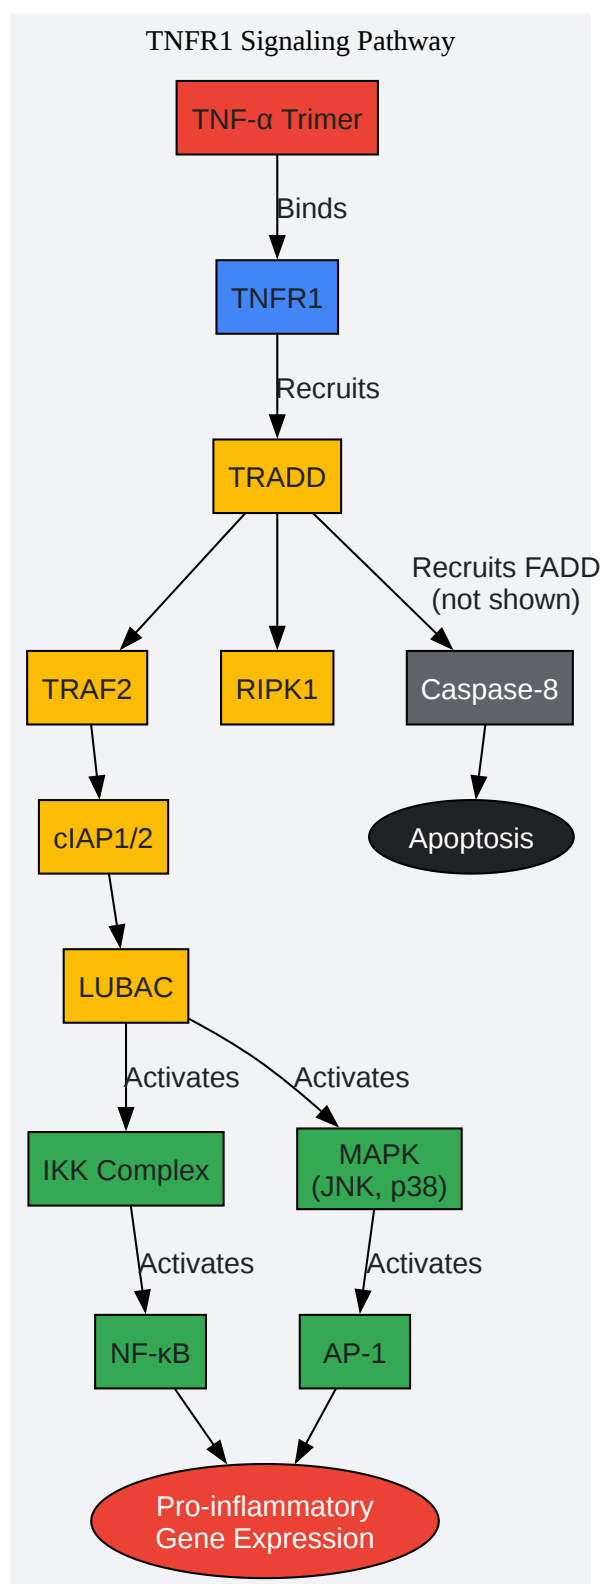 TNFR1 Signaling Pathway
TNF-α Trimer
Binds
TNFR1
Recruits
TRADD
Recruits FADD
(not shown)
TRAF2
RIPK1
Caspase-8
cIAP1/2
Apoptosis
LUBAC
Activates
Activates
IKK Complex
MAPK
(JNK, p38)
Activates
Activates
NF-κB
AP-1
Pro-inflammatory
Gene Expression